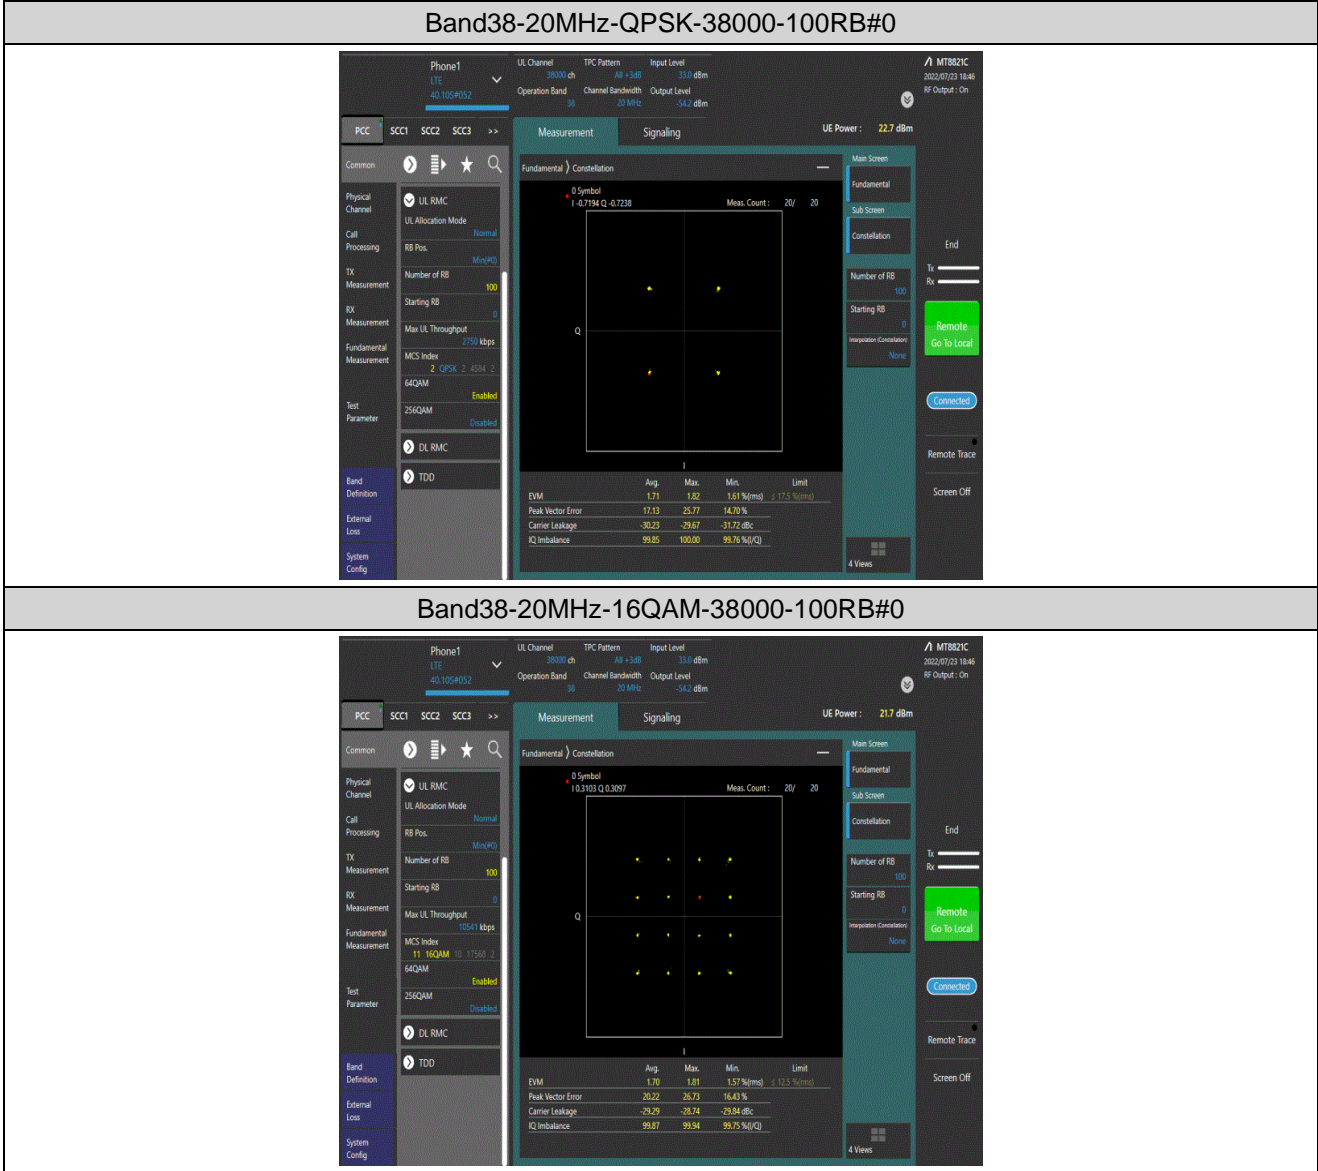 Band38-20MHz-QPSK-38000-100RB#0
Phone1
LTE
40.105#052
UL Channel TPC Pattern Input Level
38000 ch All +3dB 33.0 dBm
Operation Band Channel Bandwidth Output Level
38 20 MHz -54.2 dBm
MT8821C
2022/07/23 18:46
RF Output : On
PCC SCC1 SCC2 SCC3 >>
Measurement Signaling
UE Power : 22.7 dBm
Common
Physical Channel
Call Processing
TX Measurement
RX Measurement
Fundamental Measurement
Test Parameter
Band Definition
External Loss
System Config
UL RMC
UL Allocation Mode
Normal
RB Pos.
Min(#0)
Number of RB
100
Starting RB
0
Max UL Throughput
2750 kbps
MCS Index
2 QPSK 2 4584 2
64QAM
Enabled
256QAM
Disabled
DL RMC
TDD
Fundamental Constellation
0 Symbol
I -0.7194 Q -0.7238 Meas. Count : 20/ 20
Q
I
Avg. Max. Min. Limit
EVM 1.71 1.82 1.61 %(rms) ≤ 17.5 %(rms)
Peak Vector Error 17.13 25.77 14.70 %
Carrier Leakage -30.23 -29.67 -31.72 dBc
IQ Imbalance 99.85 100.00 99.76 %(I/Q)
Main Screen
Fundamental
Sub Screen
Constellation
Number of RB
100
Starting RB
0
Interpolation (Constellation)
None
4 Views
End
Tx
Rx
Remote
Go To Local
Connected
Remote Trace
Screen Off
Band38-20MHz-16QAM-38000-100RB#0
Phone1
LTE
40.105#052
UL Channel TPC Pattern Input Level
38000 ch All +3dB 33.0 dBm
Operation Band Channel Bandwidth Output Level
38 20 MHz -54.2 dBm
MT8821C
2022/07/23 18:46
RF Output : On
PCC SCC1 SCC2 SCC3 >>
Measurement Signaling
UE Power : 21.7 dBm
Common
Physical Channel
Call Processing
TX Measurement
RX Measurement
Fundamental Measurement
Test Parameter
Band Definition
External Loss
System Config
UL RMC
UL Allocation Mode
Normal
RB Pos.
Min(#0)
Number of RB
100
Starting RB
0
Max UL Throughput
10541 kbps
MCS Index
11 16QAM 10 17568 2
64QAM
Enabled
256QAM
Disabled
DL RMC
TDD
Fundamental Constellation
0 Symbol
I 0.3103 Q 0.3097 Meas. Count : 20/ 20
Q
I
Avg. Max. Min. Limit
EVM 1.70 1.81 1.57 %(rms) ≤ 12.5 %(rms)
Peak Vector Error 20.22 26.73 16.43 %
Carrier Leakage -29.29 -28.74 -29.84 dBc
IQ Imbalance 99.87 99.94 99.75 %(I/Q)
Main Screen
Fundamental
Sub Screen
Constellation
Number of RB
100
Starting RB
0
Interpolation (Constellation)
None
4 Views
End
Tx
Rx
Remote
Go To Local
Connected
Remote Trace
Screen Off